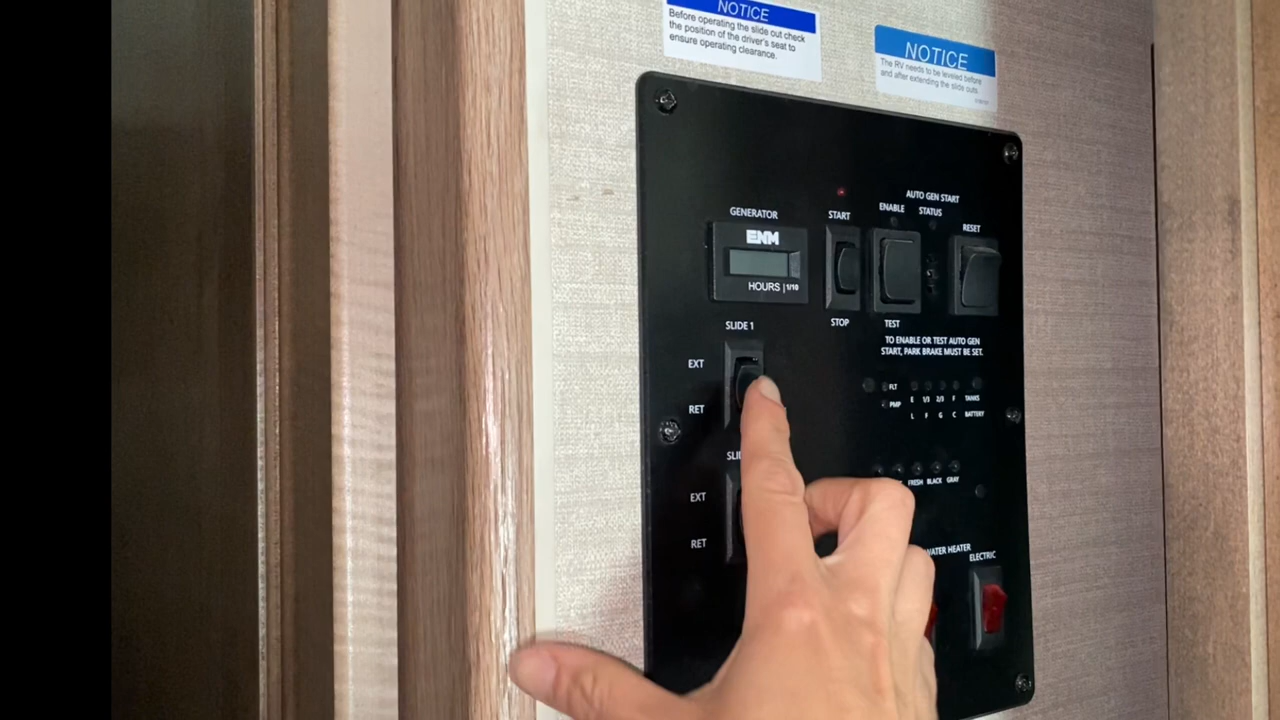 NOTICE
Before operating the slide out check
the position of the driver's seat to
ensure operating clearance.
NOTICE
The RV needs to be leveled before
and after extending the slide outs.
AUTO GEN START
GENERATOR
START
ENABLE
STATUS
RESET
ENM
HOURS | 1/10
STOP
TEST
SLIDE 1
TO ENABLE OR TEST AUTO GEN
START, PARK BRAKE MUST BE SET.
EXT
FLT
E 1/3 2/3 F TANKS
PMP
RET
L F G C BATTERY
FRESH BLACK GRAY
EXT
RET
WATER HEATER
ELECTRIC